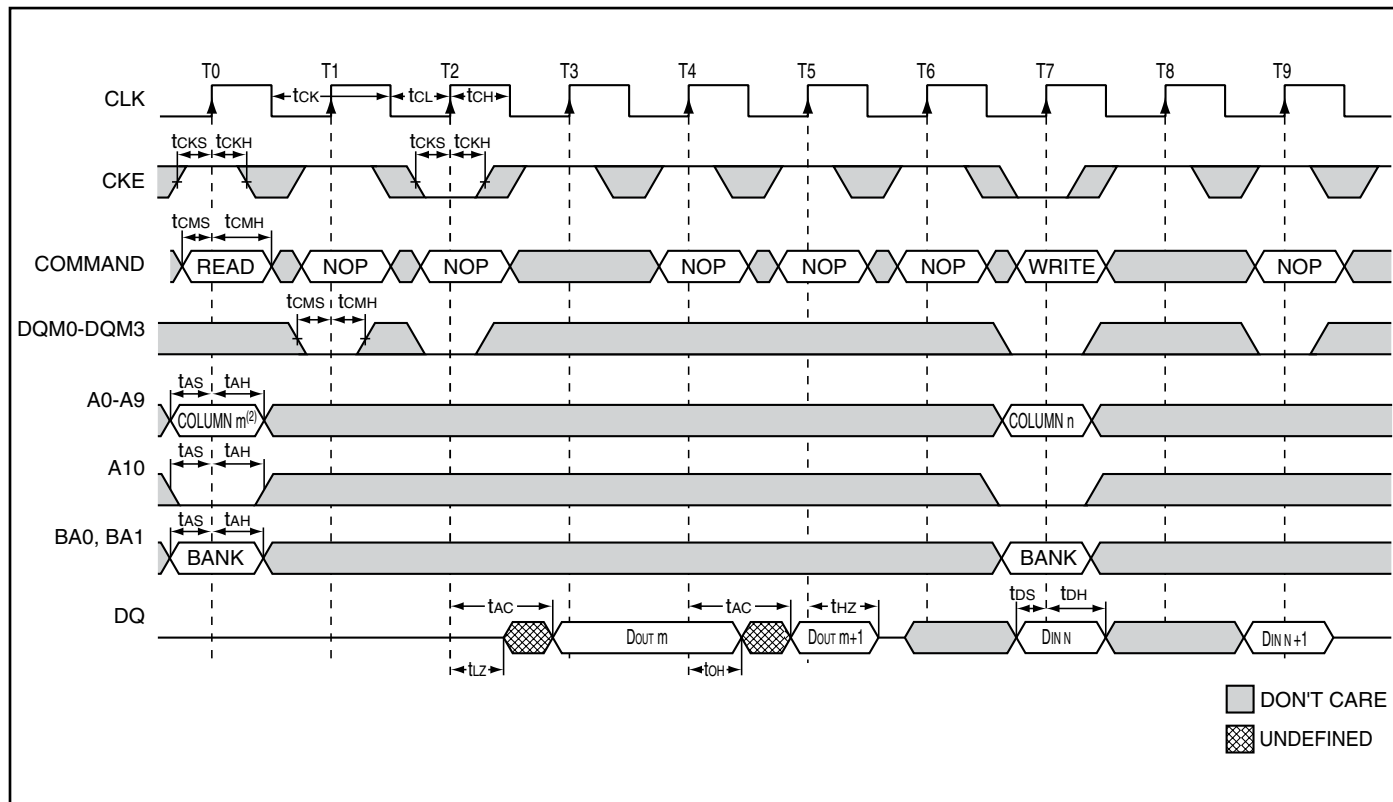 T0 T1 T2 T3 T4 T5 T6 T7 T8 T9
CLK tCK tCL tCH
tCKS tCKH tCKS tCKH
CKE
tCMS tCMH
COMMAND READ NOP NOP NOP NOP NOP WRITE NOP
tCMS tCMH
DQM0-DQM3
tAS tAH
A0-A9 COLUMN m(2) COLUMN n
tAS tAH
A10
tAS tAH
BA0, BA1 BANK BANK
tAC tAC tHZ tDS tDH
DQ DOUT m DOUT m+1 DIN N DIN N+1
tLZ tOH
DON'T CARE
UNDEFINED